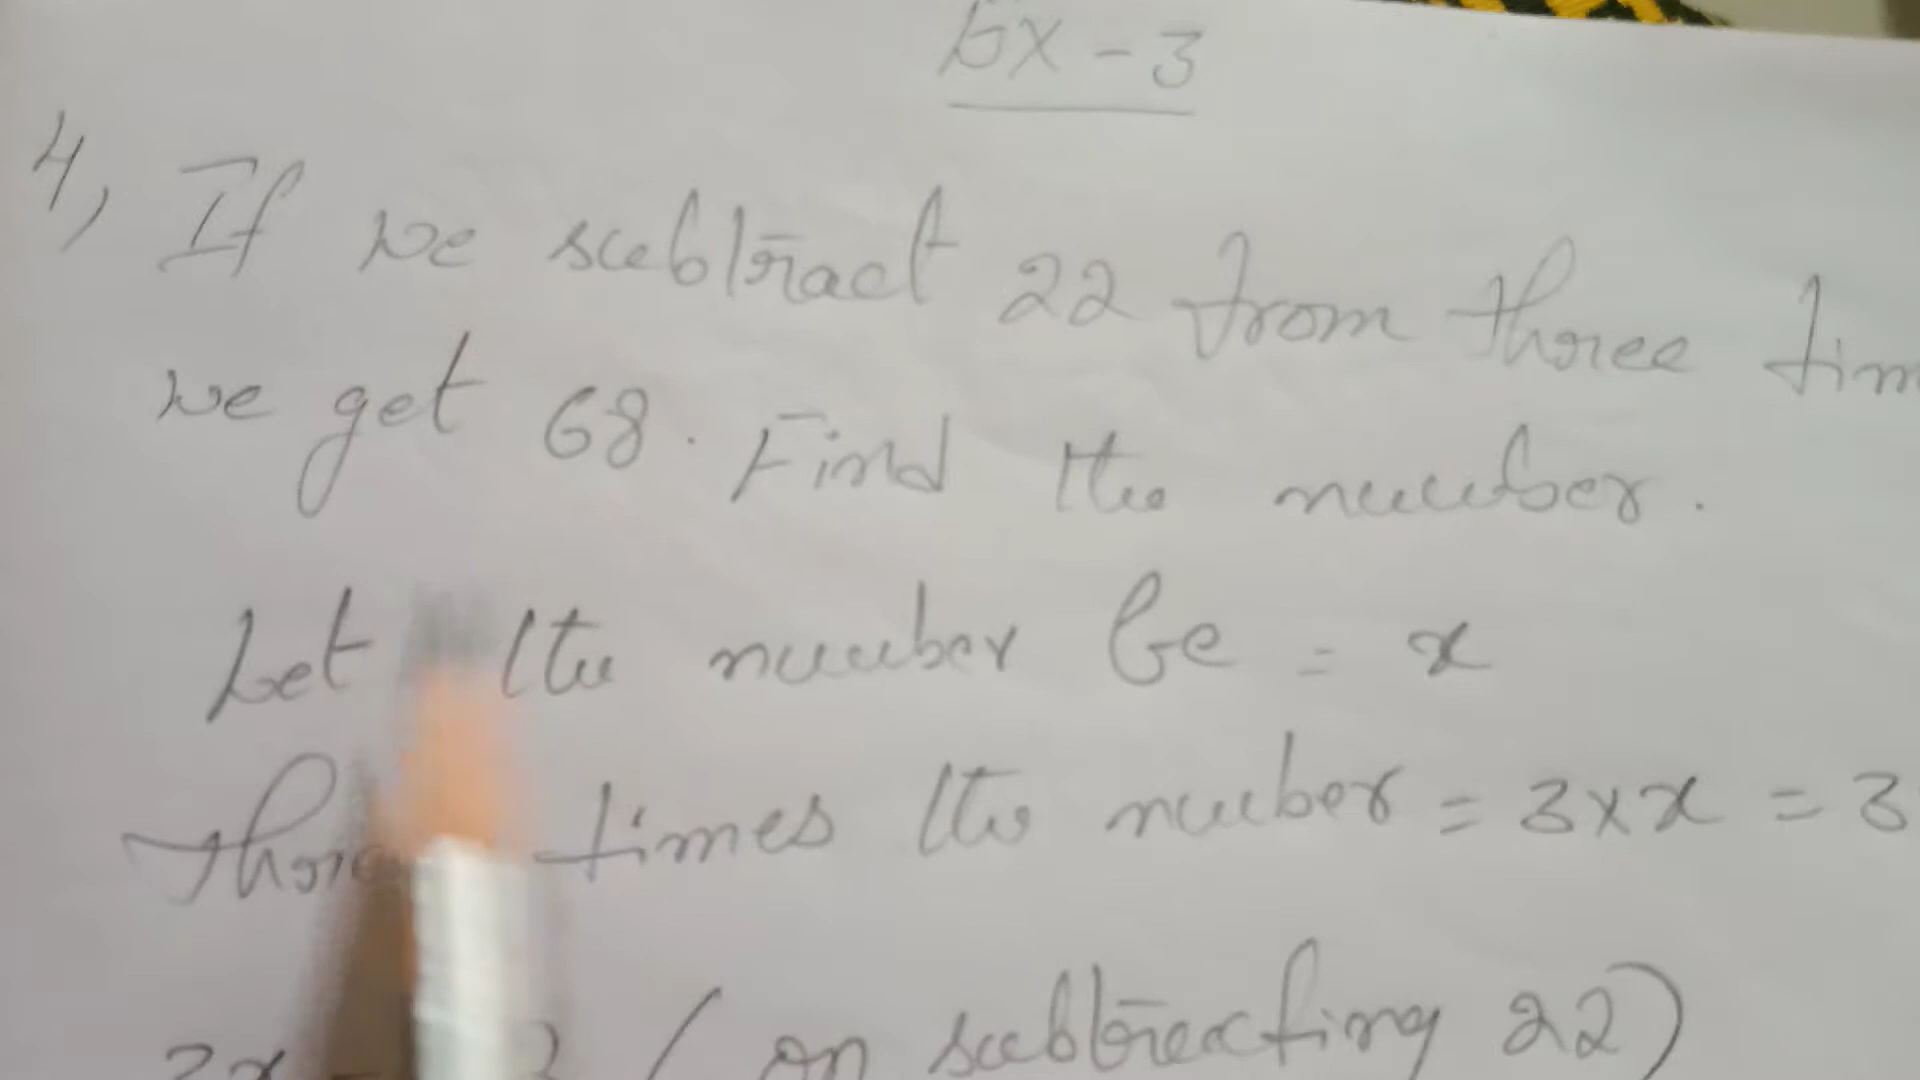 Ex-3
4, If we subtract 22 from three tim
we get 68. Find the number.
Let the number be = x
times the number = 3×x = 3
(on subtracting 22)